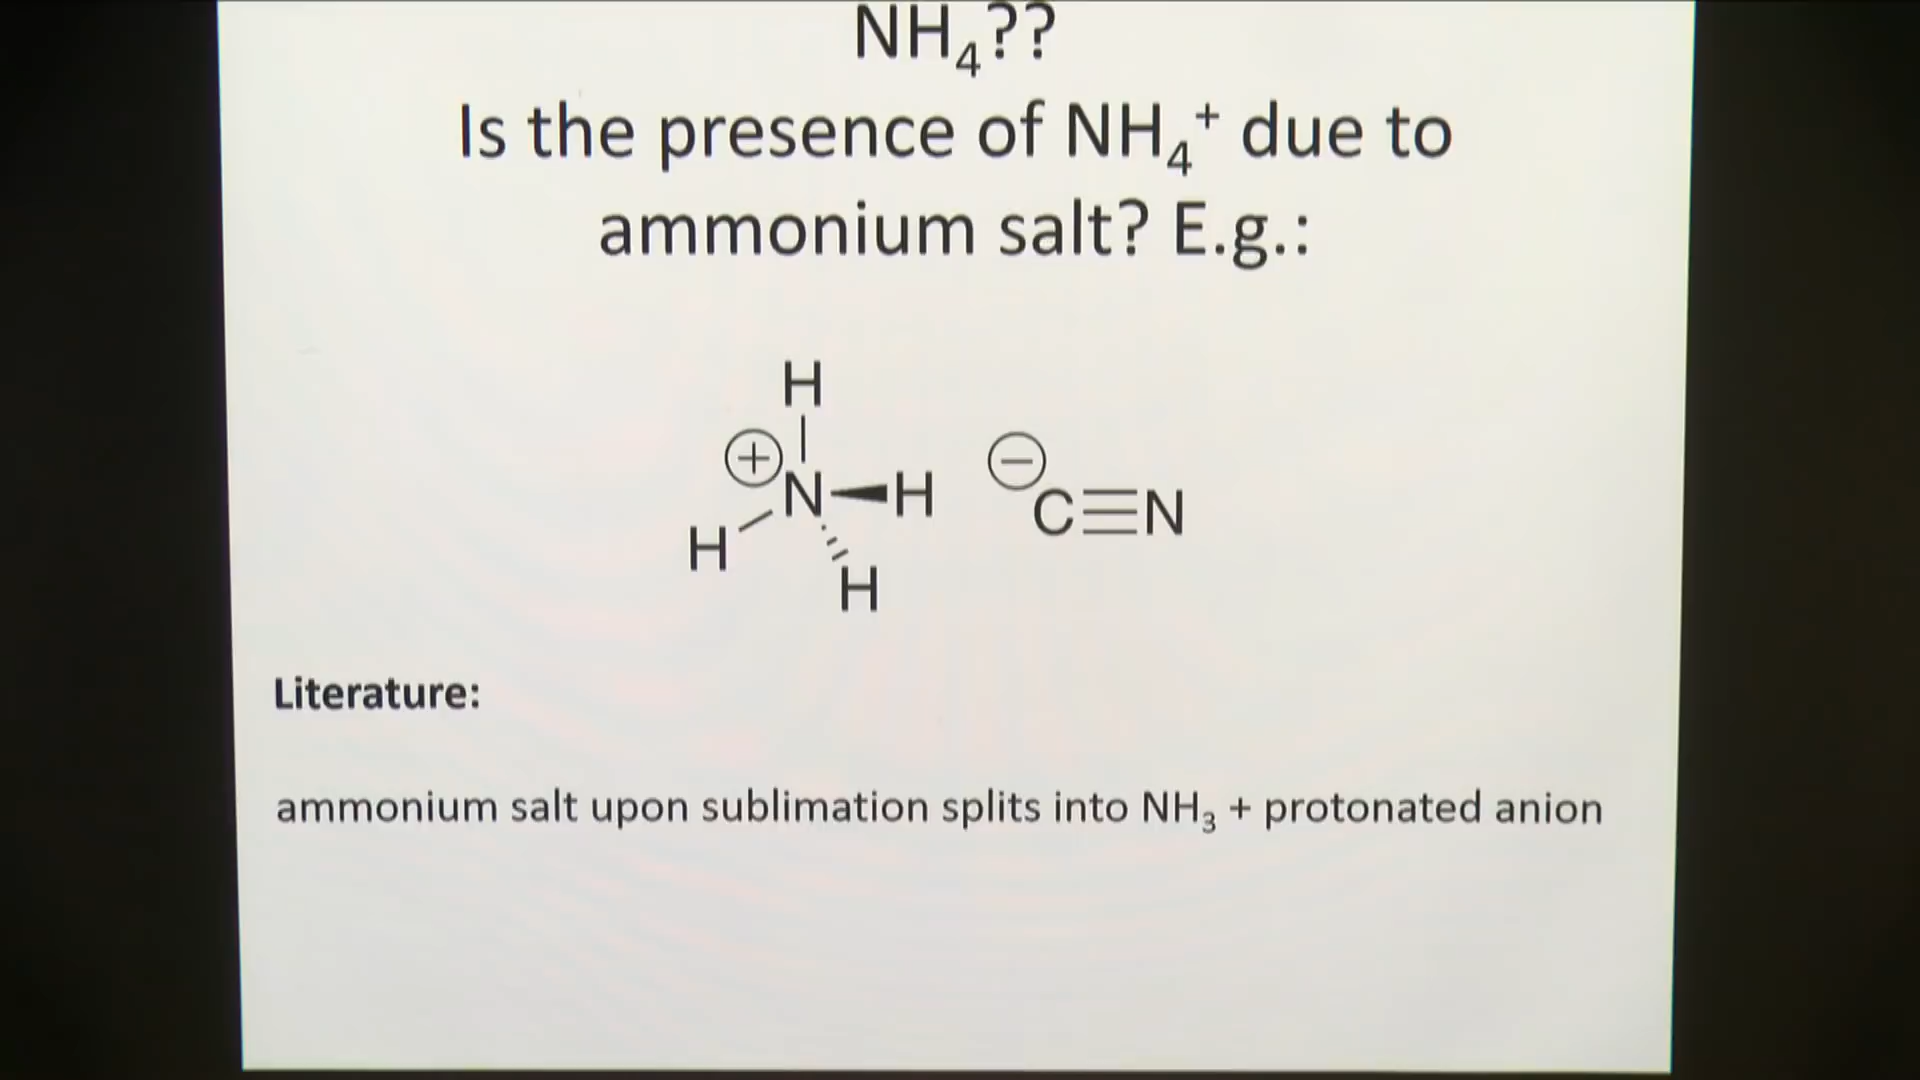 NH₄??
Is the presence of NH₄⁺ due to
ammonium salt? E.g.:
H
⊕
N
H
H
H
⊖
C≡N
Literature:
ammonium salt upon sublimation splits into NH₃ + protonated anion